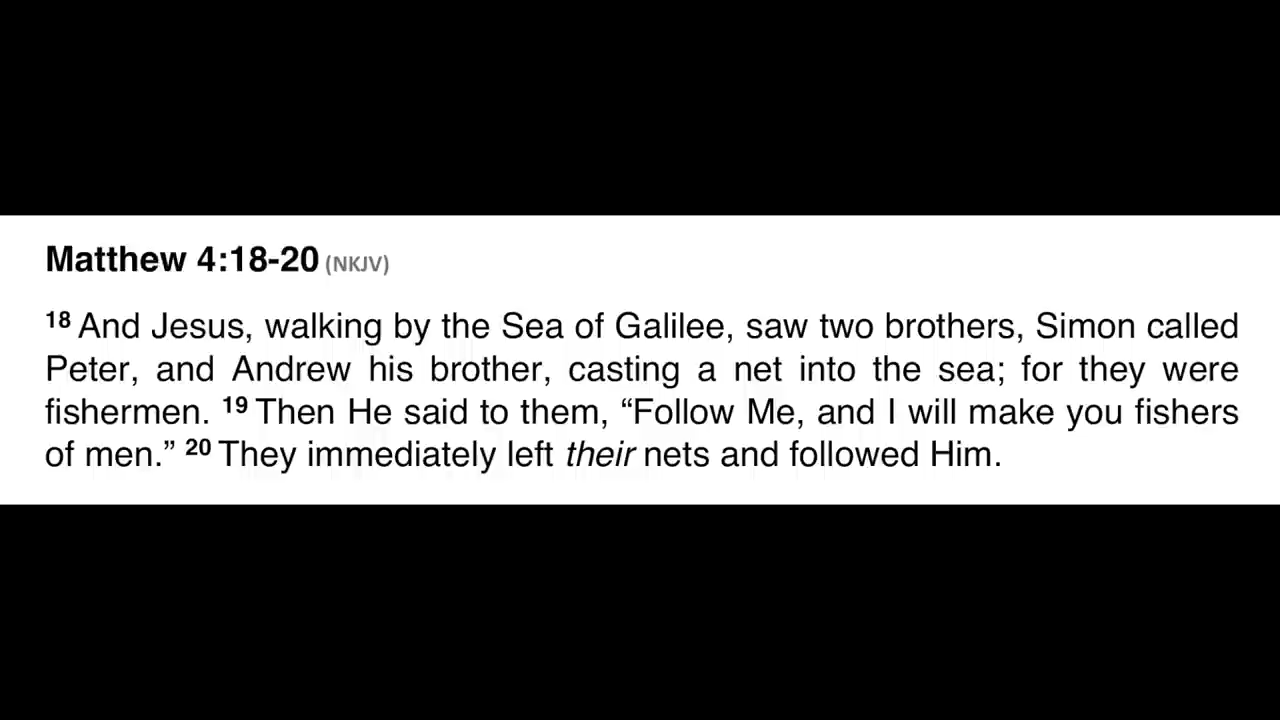 Matthew 4:18-20 (NKJV)
18 And Jesus, walking by the Sea of Galilee, saw two brothers, Simon called
Peter, and Andrew his brother, casting a net into the sea; for they were
fishermen. 19 Then He said to them, “Follow Me, and I will make you fishers
of men.” 20 They immediately left their nets and followed Him.